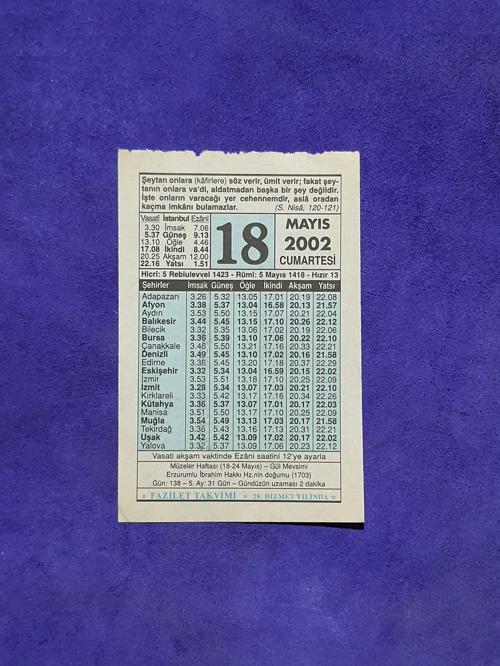 Şeytan onlara (kâfirlere) söz verir, ümit verir; fakat şey-
tanın onlara va'di, aldatmadan başka bir şey değildir.
İşte onların varacağı yer cehennemdir, aslâ oradan
kaçma imkânı bulamazlar. (S. Nisâ, 120-121)
Vasatî İstanbul Ezânî
3.30 İmsak 7.06
5.37 Güneş 9.13
13.10 Öğle 4.46
17.08 İkindi 8.44
20.25 Akşam 12.00
22.16 Yatsı 1.51
18
MAYIS
2002
CUMARTESİ
Hicrî: 5 Rebiulevvel 1423 - Rûmî: 5 Mayıs 1418 - Hızır 13
Şehirler İmsak Güneş Öğle İkindi Akşam Yatsı
Adapazarı 3.26 5.32 13.05 17.01 20.19 22.08
Afyon 3.38 5.37 13.04 16.58 20.13 21.57
Aydın 3.53 5.50 13.15 17.07 20.21 22.04
Balıkesir 3.44 5.45 13.15 17.10 20.26 22.12
Bilecik 3.32 5.35 13.06 17.02 20.19 22.06
Bursa 3.36 5.39 13.10 17.06 20.22 22.10
Çanakkale 3.48 5.50 13.21 17.16 20.33 22.21
Denizli 3.49 5.45 13.10 17.02 20.16 21.58
Edirne 3.36 5.45 13.20 17.18 20.37 22.29
Eskişehir 3.32 5.34 13.04 16.59 20.15 22.02
İzmir 3.53 5.51 13.18 17.10 20.25 22.09
İzmit 3.28 5.34 13.07 17.03 20.21 22.10
Kırklareli 3.33 5.42 13.17 17.16 20.34 22.26
Kütahya 3.36 5.37 13.07 17.01 20.17 22.03
Manisa 3.51 5.50 13.17 17.10 20.25 22.09
Muğla 3.54 5.49 13.13 17.03 20.17 21.58
Tekirdağ 3.36 5.43 13.16 17.13 20.31 22.21
Uşak 3.42 5.42 13.09 17.02 20.17 22.02
Yalova 3.32 5.37 13.09 17.06 20.23 22.12
Vasati akşam vaktinde Ezâni saatini 12'ye ayarla
Müzeler Haftası (18-24 Mayıs) – Gül Mevsimi
Erzurumlu İbrahim Hakkı Hz.nin doğumu (1703)
Gün: 138 – 5. Ay: 31 Gün – Gündüzün uzaması 2 dakika
★ FAZİLET TAKVİMİ ★ 29. HİZMET YILINDA ★